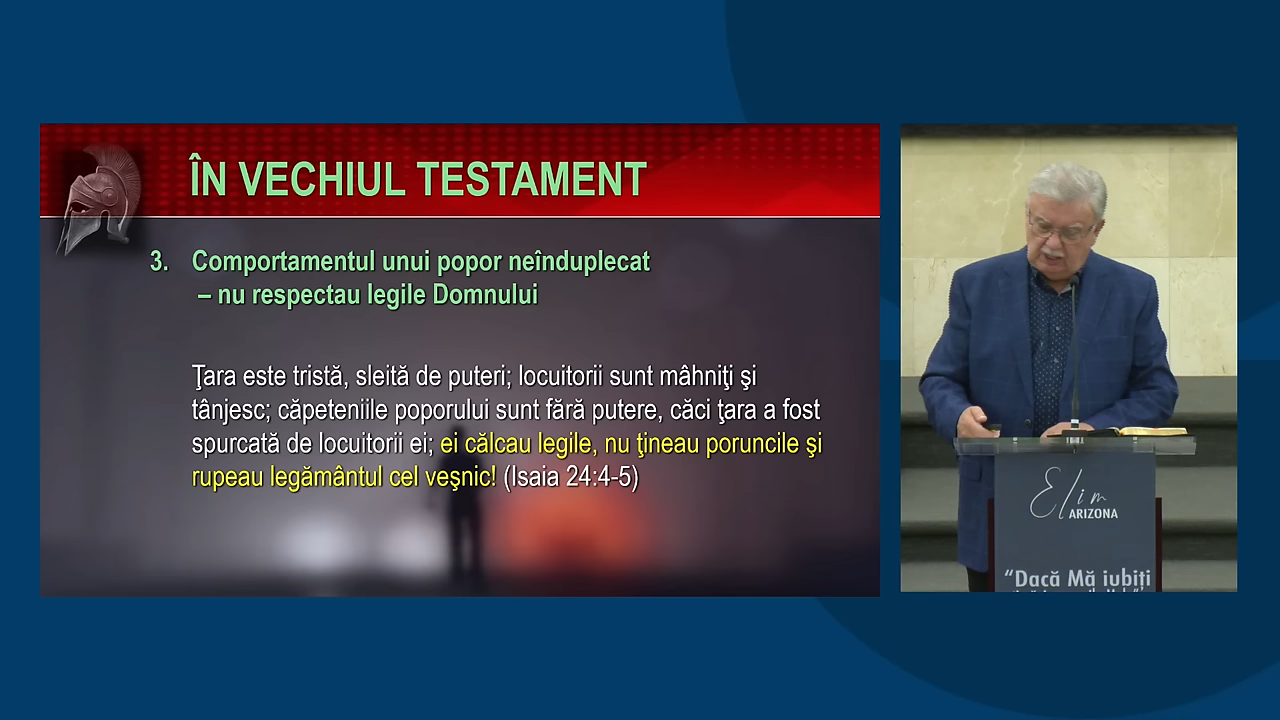 ÎN VECHIUL TESTAMENT
3. Comportamentul unui popor neînduplecat
– nu respectau legile Domnului
Ţara este tristă, sleită de puteri; locuitorii sunt mâhniţi şi
tânjesc; căpeteniile poporului sunt fără putere, căci ţara a fost
spurcată de locuitorii ei; ei călcau legile, nu ţineau poruncile şi
rupeau legământul cel veşnic! (Isaia 24:4-5)
Elim
ARIZONA
“Dacă Mă iubiți